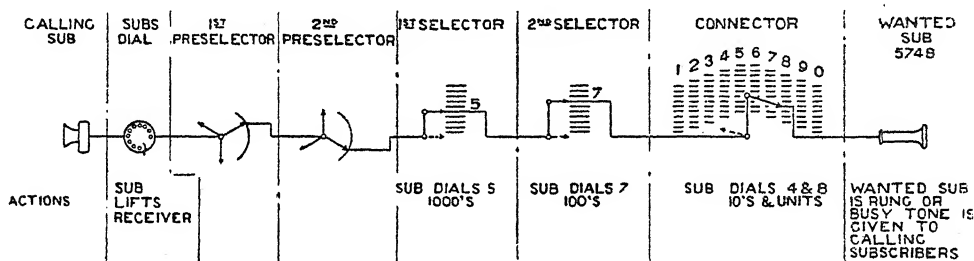 CALLING
SUB
SUBS
DIAL
1ST
PRESELECTOR
2ND
PRESELECTOR
1ST SELECTOR
2ND SELECTOR
CONNECTOR
WANTED
SUB
5748
5
7
1 2 3 4 5 6 7 8 9 0
ACTIONS
SUB
LIFTS
RECEIVER
SUB DIALS 5
1000'S
SUB DIALS 7
100'S
SUB DIALS 4 & 8
10'S & UNITS
WANTED SUB
IS RUNG OR
BUSY TONE IS
GIVEN TO
CALLING
SUBSCRIBERS